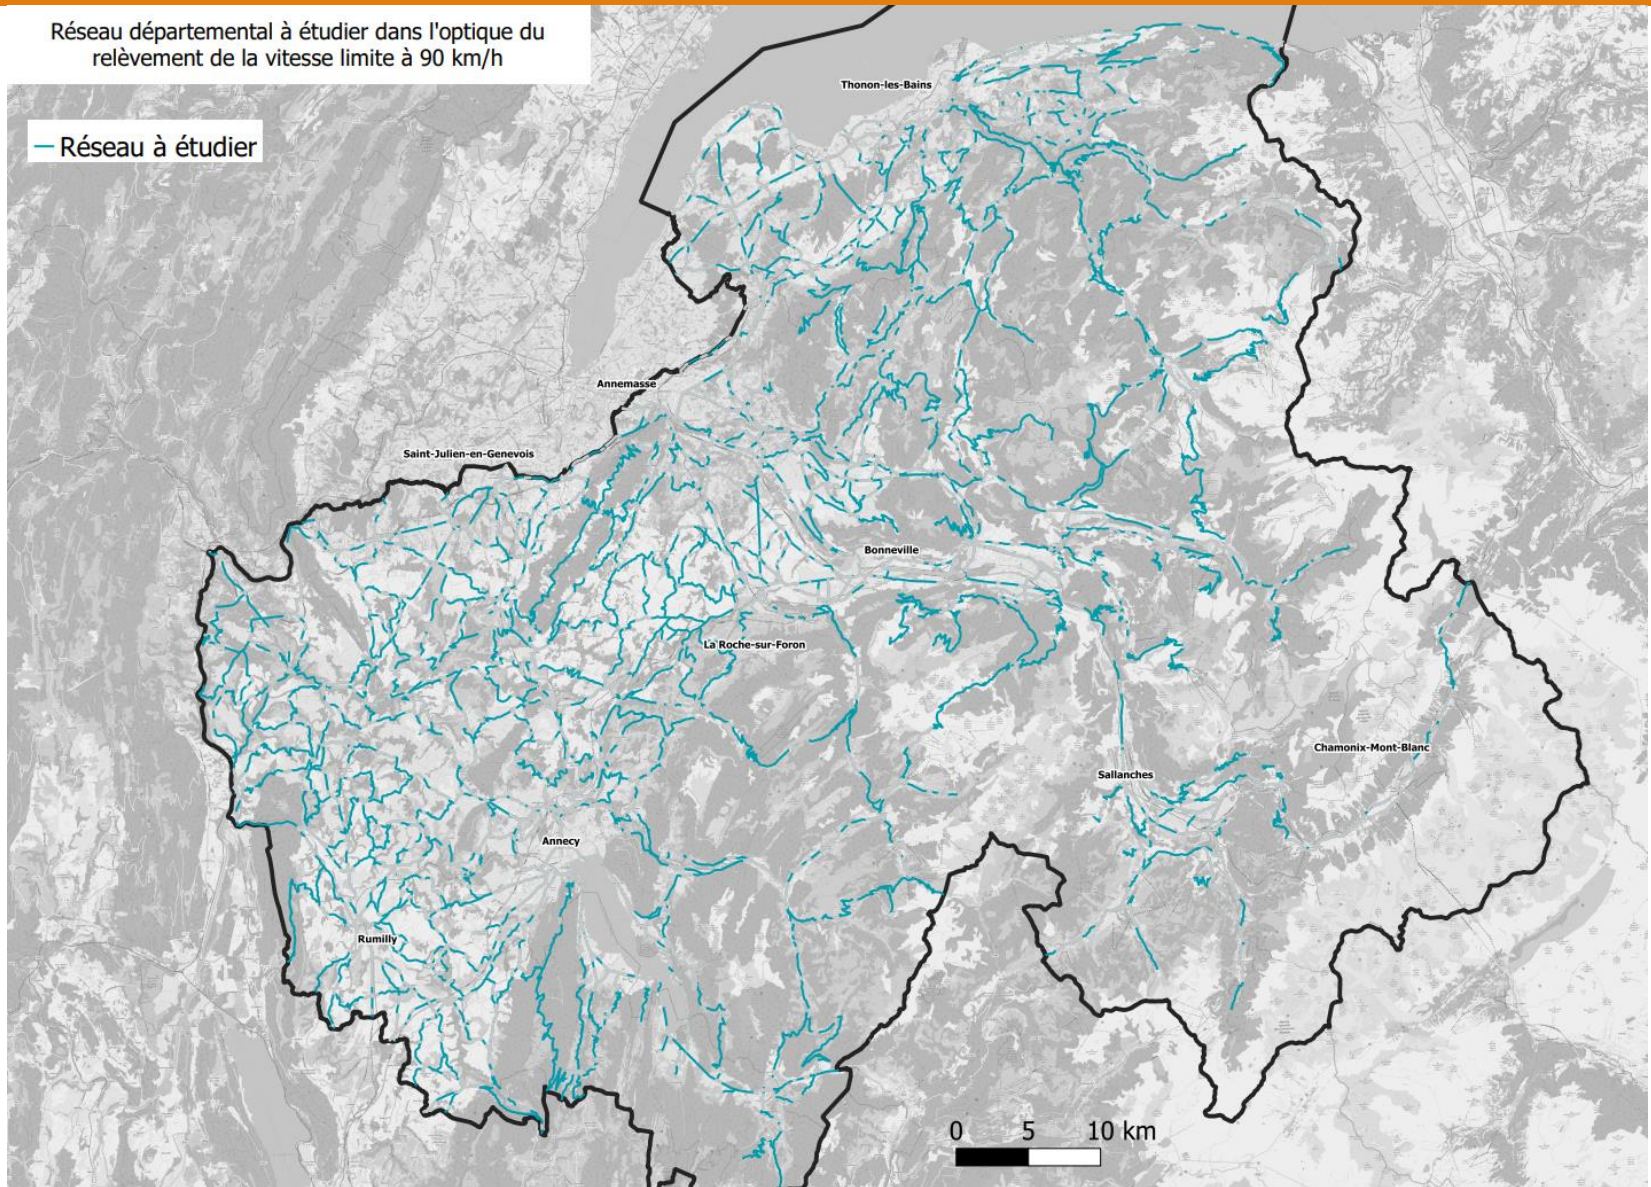 Réseau départemental à étudier dans l'optique du
relèvement de la vitesse limite à 90 km/h
Réseau à étudier
Thonon-les-Bains
Annemasse
Saint-Julien-en-Genevois
Bonneville
La Roche-sur-Foron
Chamonix-Mont-Blanc
Sallanches
Annecy
Rumilly
0 5 10 km